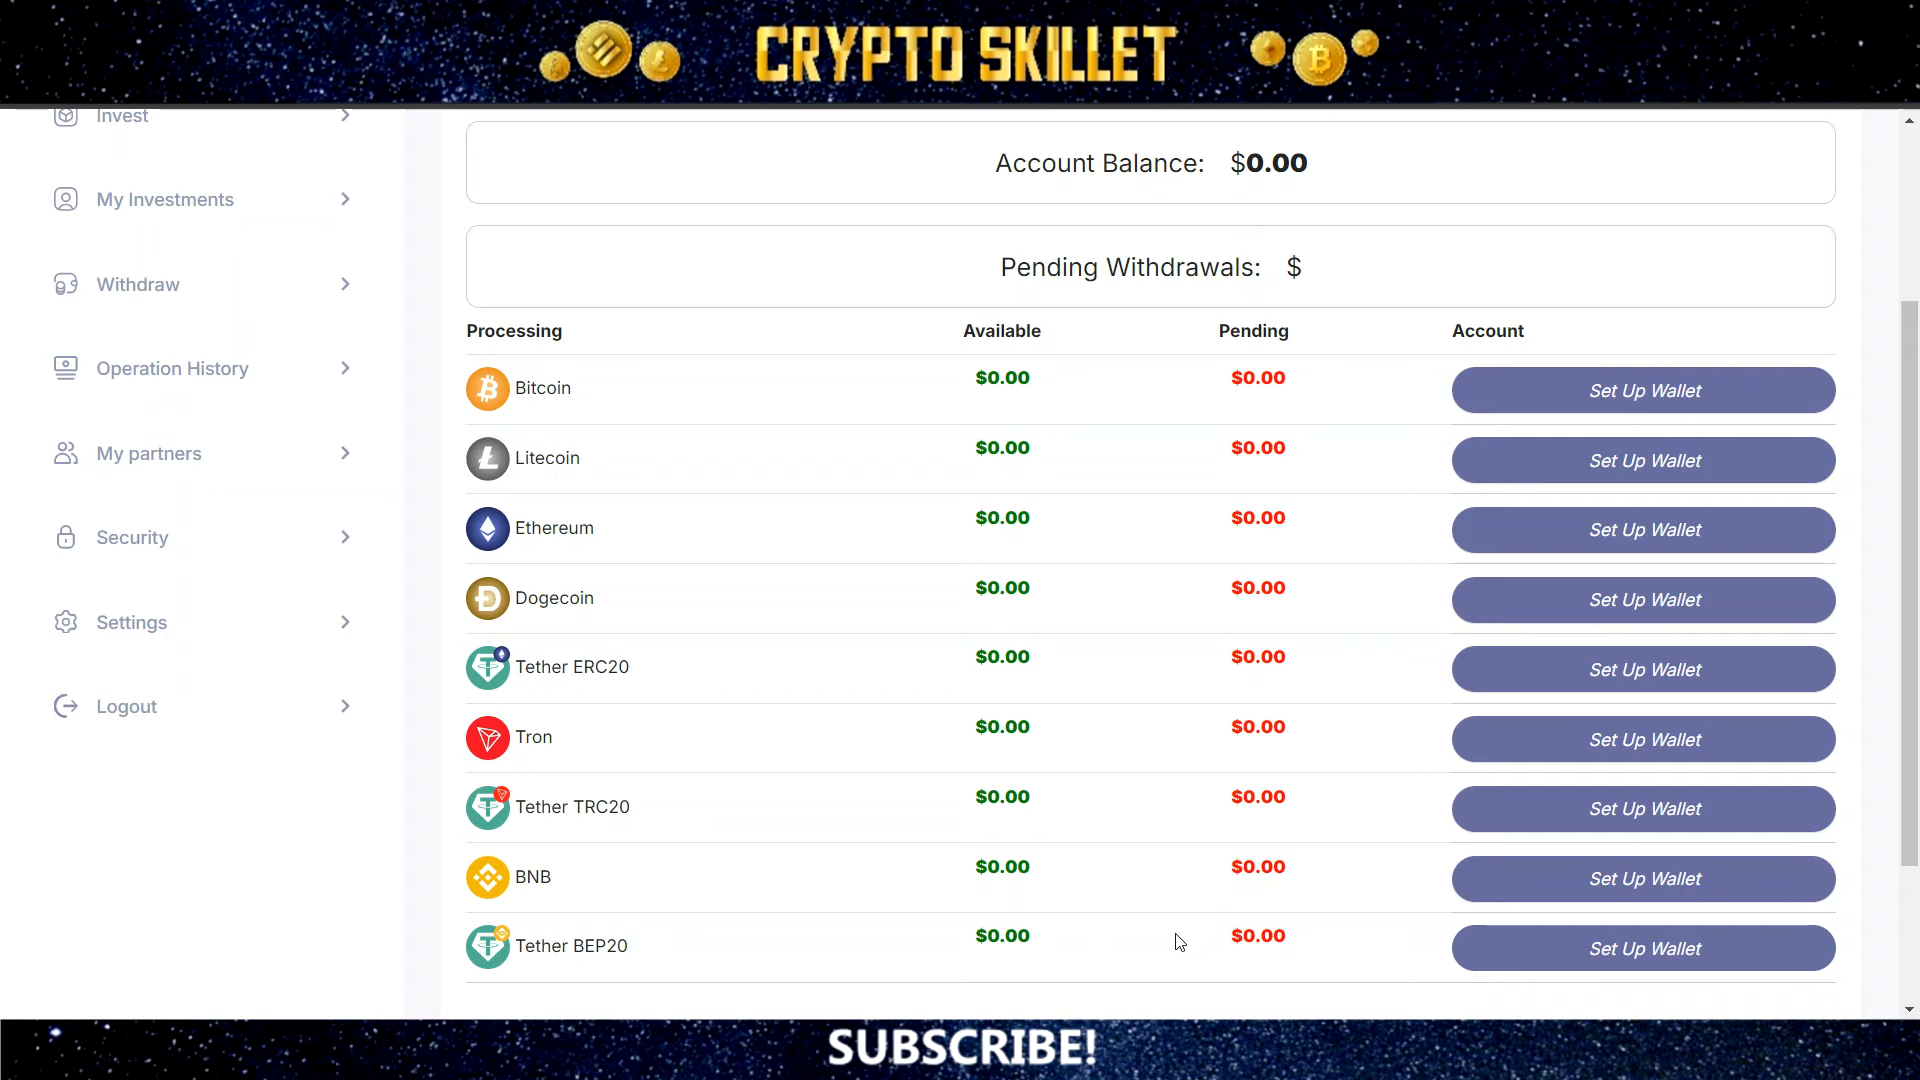 CRYPTO SKILLET
Invest
My Investments
Withdraw
Operation History
My partners
Security
Settings
Logout
Account Balance: $0.00
Pending Withdrawals: $
Processing Available Pending Account
Bitcoin $0.00 $0.00 Set Up Wallet
Litecoin $0.00 $0.00 Set Up Wallet
Ethereum $0.00 $0.00 Set Up Wallet
Dogecoin $0.00 $0.00 Set Up Wallet
Tether ERC20 $0.00 $0.00 Set Up Wallet
Tron $0.00 $0.00 Set Up Wallet
Tether TRC20 $0.00 $0.00 Set Up Wallet
BNB $0.00 $0.00 Set Up Wallet
Tether BEP20 $0.00 $0.00 Set Up Wallet
SUBSCRIBE!